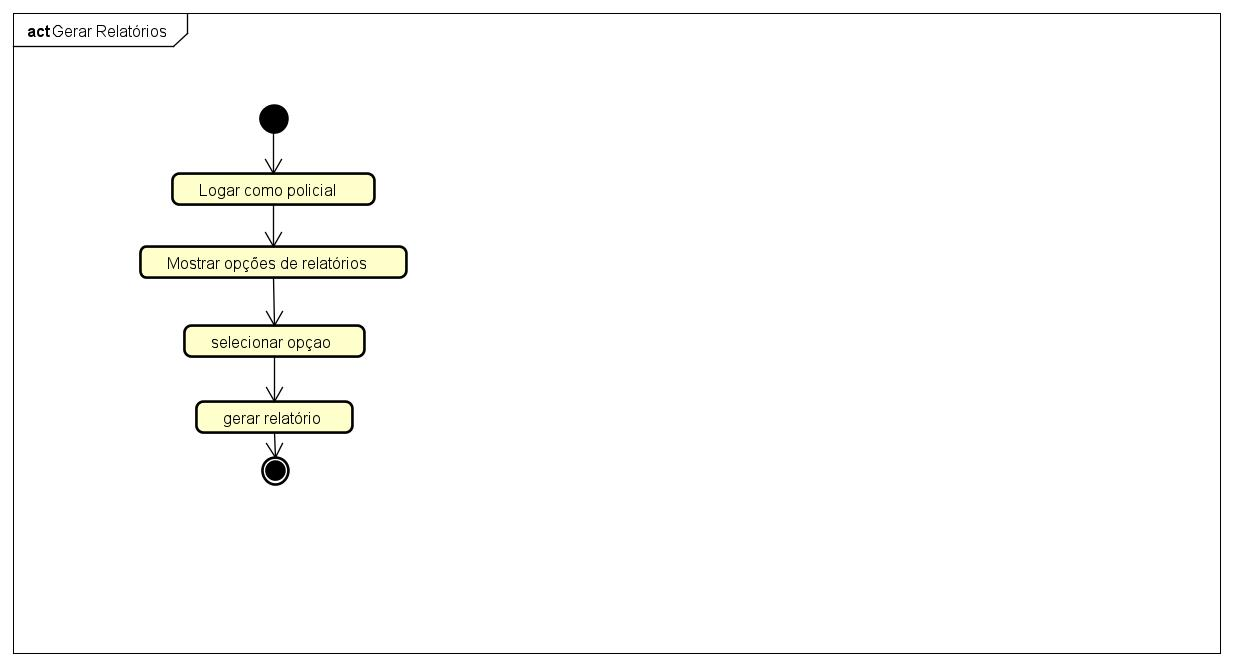 act Gerar Relatórios
Logar como policial
Mostrar opções de relatórios
selecionar opçao
gerar relatório